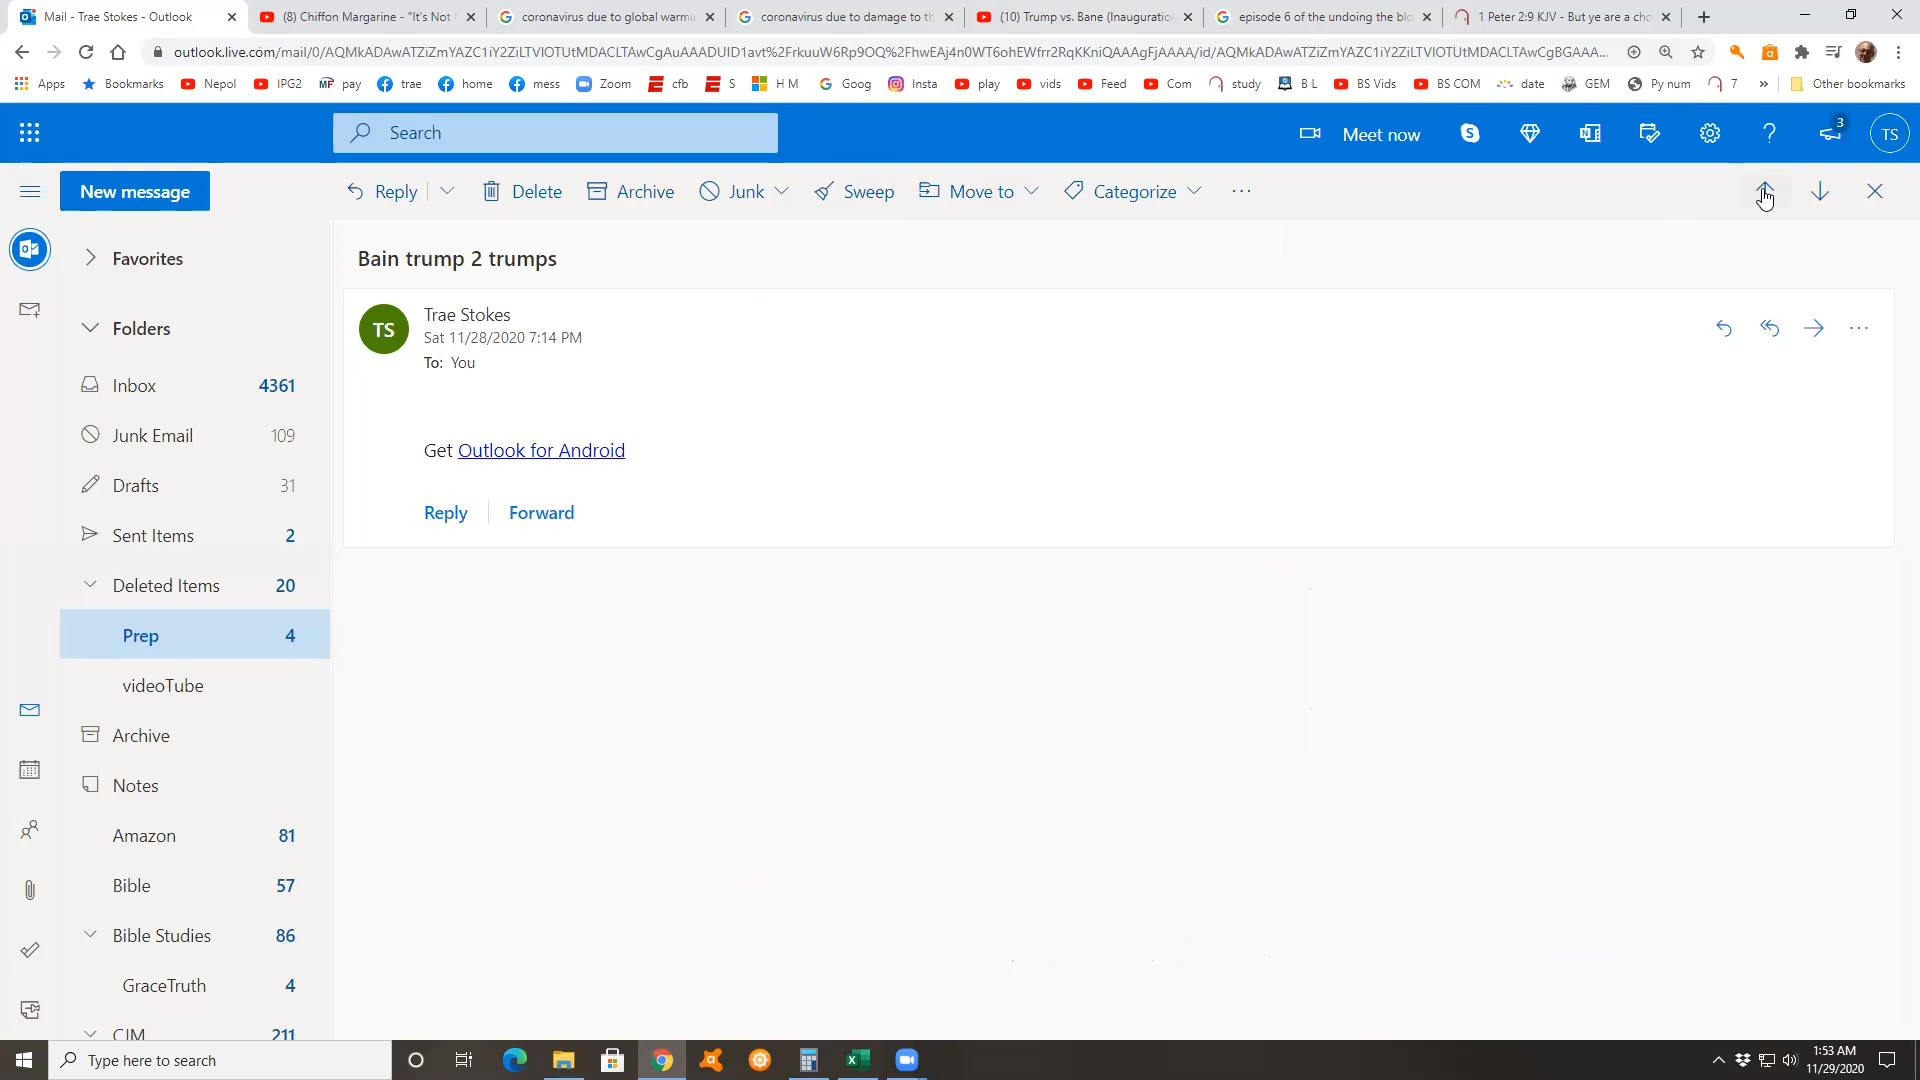 Mail - Trae Stokes - Outlook
(8) Chiffon Margarine - "It's Not
coronavirus due to global warmi
coronavirus due to damage to th
(10) Trump vs. Bane (Inauguratio
episode 6 of the undoing the blo
1 Peter 2:9 KJV - But ye are a cho
outlook.live.com/mail/0/AQMkADAwATZiZmYAZC1iY2ZiLTVlOTUtMDACLTAwCgAuAAADUID1avt%2FrkuuW6Rp9OQ%2FhwEAj4n0WT6ohEWfrr2RqKKniQAAAgFjAAAA/id/AQMkADAwATZiZmYAZC1iY2ZiLTVlOTUtMDACLTAwCgBGAAA...
Apps
Bookmarks
Nepol
IPG2
MF pay
trae
home
mess
Zoom
cfb
S
H M
Goog
Insta
play
vids
Feed
Com
study
B L
BS Vids
BS COM
date
GEM
Py num
7
»
Other bookmarks
Search
Meet now
3
TS
New message
Reply
Delete
Archive
Junk
Sweep
Move to
Categorize
Favorites
Folders
Inbox 4361
Junk Email 109
Drafts 31
Sent Items 2
Deleted Items 20
Prep 4
videoTube
Archive
Notes
Amazon 81
Bible 57
Bible Studies 86
GraceTruth 4
CJM 211
Bain trump 2 trumps
TS
Trae Stokes
Sat 11/28/2020 7:14 PM
To: You
Get Outlook for Android
Reply
Forward
Type here to search
1:53 AM
11/29/2020